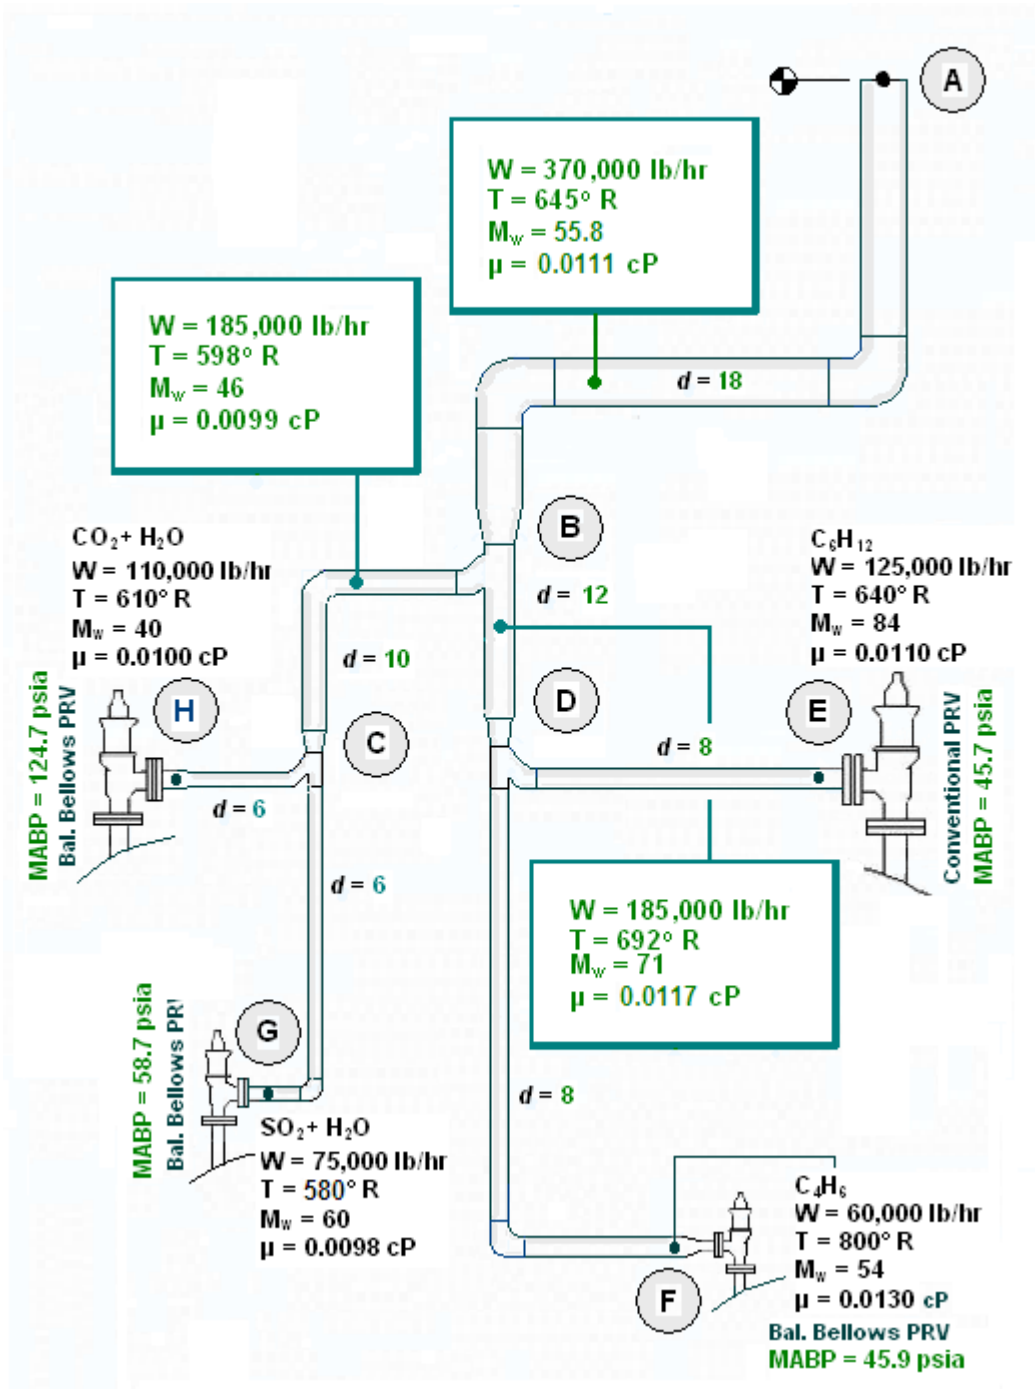 A
W = 370,000 lb/hr
T = 645° R
Mw = 55.8
µ = 0.0111 cP
W = 185,000 lb/hr
T = 598° R
Mw = 46
µ = 0.0099 cP
d = 18
B
CO2+ H2O
W = 110,000 lb/hr
T = 610° R
Mw = 40
µ = 0.0100 cP
C6H12
W = 125,000 lb/hr
T = 640° R
Mw = 84
µ = 0.0110 cP
d = 12
d = 10
H
C
D
E
MABP = 124.7 psia
Bal. Bellows PRV
d = 6
d = 8
Conventional PRV
MABP = 45.7 psia
d = 6
W = 185,000 lb/hr
T = 692° R
Mw = 71
µ = 0.0117 cP
MABP = 58.7 psia
Bal. Bellows PRV
G
d = 8
SO2+ H2O
W = 75,000 lb/hr
T = 580° R
Mw = 60
µ = 0.0098 cP
C4H6
W = 60,000 lb/hr
T = 800° R
Mw = 54
µ = 0.0130 cP
F
Bal. Bellows PRV
MABP = 45.9 psia